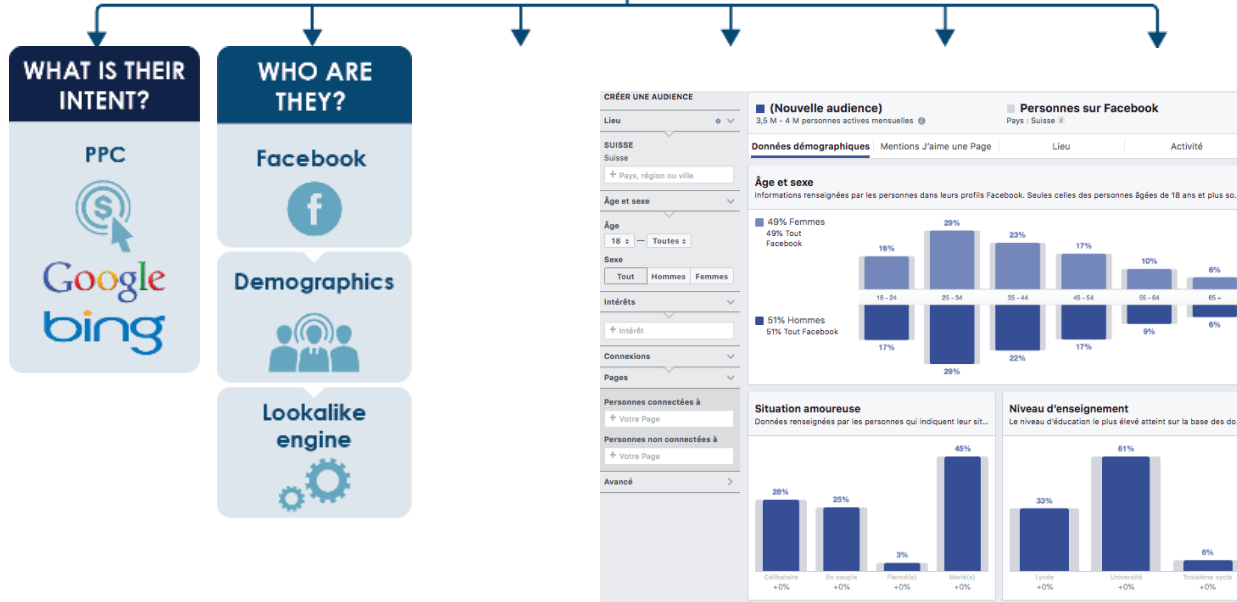 WHAT IS THEIR
INTENT?
PPC
$
Google
bing
WHO ARE
THEY?
Facebook
f
Demographics
Lookalike
engine
CRÉER UNE AUDIENCE
Lieu
SUISSE
Suisse
+ Pays, région ou ville
Âge et sexe
Âge
18 — Toutes
Sexe
Tout Hommes Femmes
Intérêts
+ Intérêt
Connexions
Pages
Personnes connectées à
+ Votre Page
Personnes non connectées à
+ Votre Page
Avancé
(Nouvelle audience)
3,5 M - 4 M personnes actives mensuelles i
Personnes sur Facebook
Pays : Suisse i
Données démographiques Mentions J'aime une Page Lieu Activité
Âge et sexe
Informations renseignées par les personnes dans leurs profils Facebook. Seules celles des personnes âgées de 18 ans et plus so...
49% Femmes
49% Tout
Facebook
16% 29% 23% 17% 10% 6%
18 - 24 25 - 34 35 - 44 45 - 54 55 - 64 65 +
51% Hommes
51% Tout Facebook
17% 29% 22% 17% 9% 6%
Situation amoureuse
Données renseignées par les personnes qui indiquent leur sit...
28% 25% 3% 45%
Célibataire En couple Fiancé(e) Marié(e)
+0% +0% +0% +0%
Niveau d'enseignement
Le niveau d'éducation le plus élevé atteint sur la base des do...
33% 61% 6%
Lycée Université Troisième cycle
+0% +0% +0%